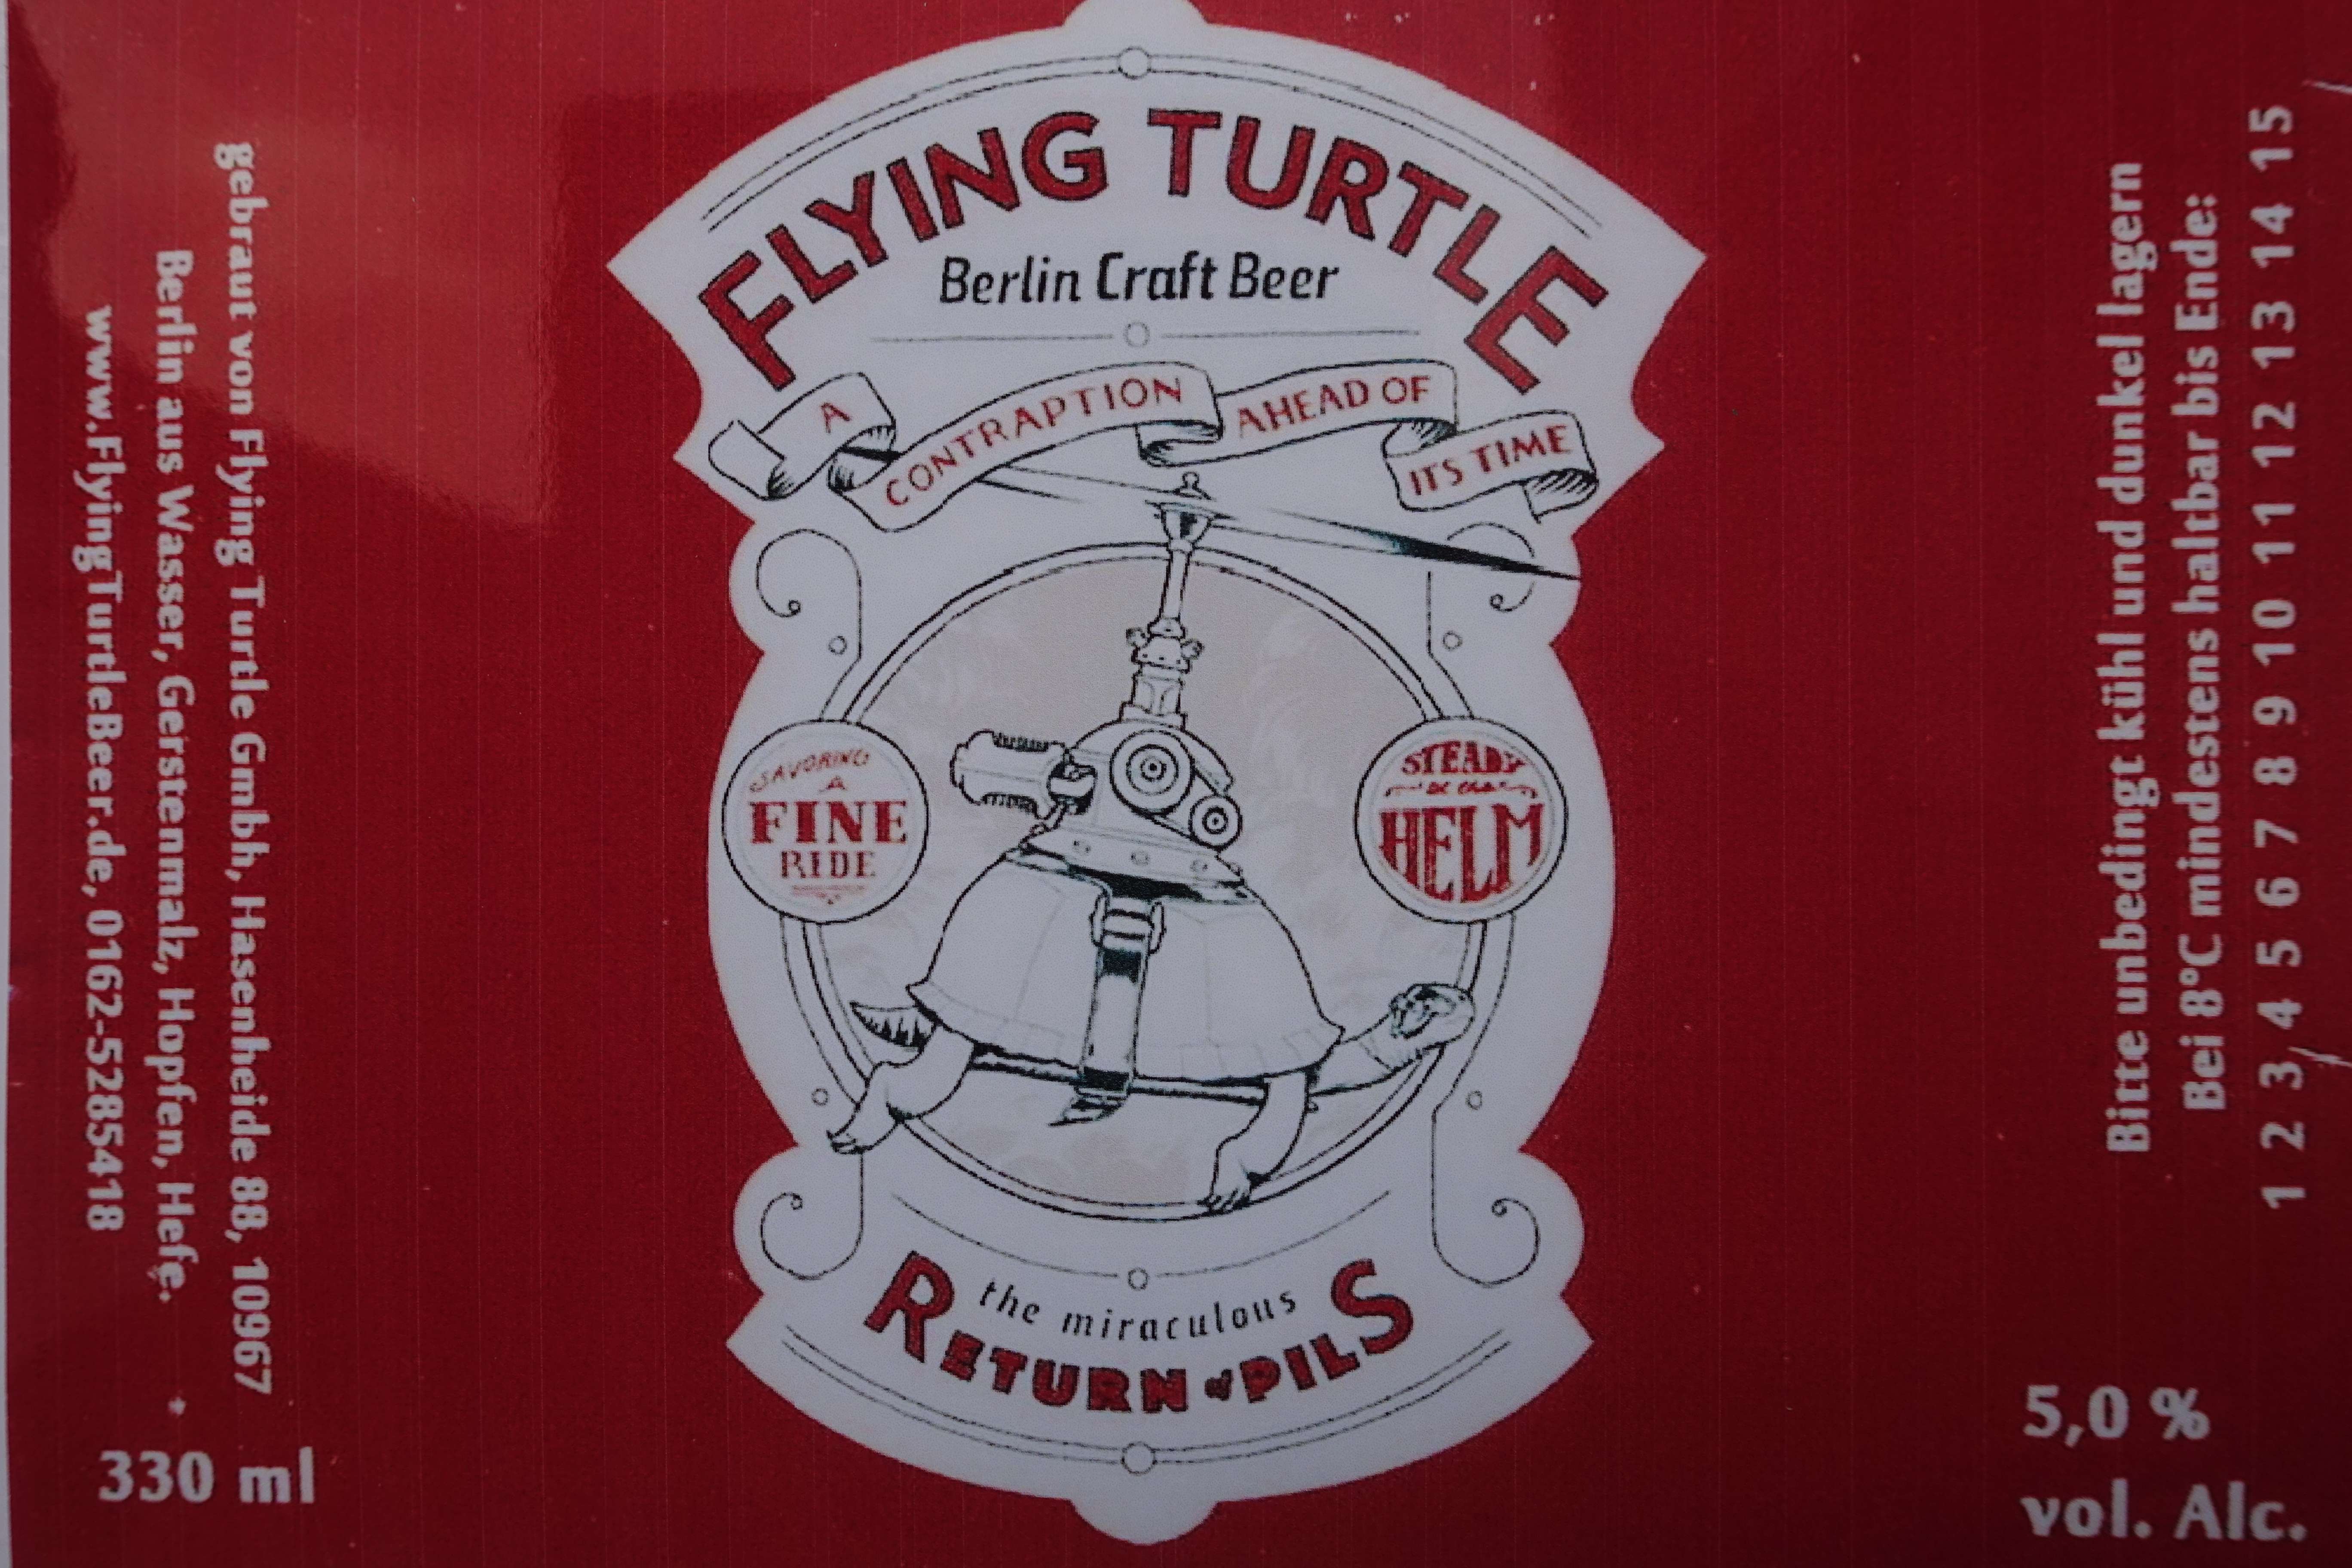 FLYING TURTLE
Berlin Craft Beer
A CONTRAPTION AHEAD OF ITS TIME
SAVORING
A
FINE
RIDE
STEADY
HELM
the miraculous
RETURN of PILS
gebraut von Flying Turtle Gmbh, Hasenheide 88, 10967
Berlin aus Wasser, Gerstenmalz, Hopfen, Hefe.
www.FlyingTurtleBeer.de, 0162-5285418
330 ml
Bitte unbedingt kühl und dunkel lagern
Bei 8°C mindestens haltbar bis Ende:
1 2 3 4 5 6 7 8 9 10 11 12 13 14 15
5,0 %
vol. Alc.